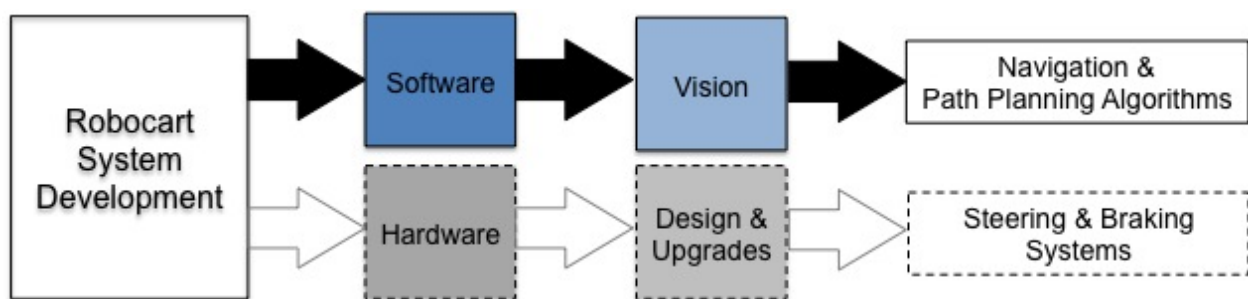 Robocart
System
Development
Software
Vision
Navigation &
Path Planning Algorithms
Hardware
Design &
Upgrades
Steering & Braking
Systems